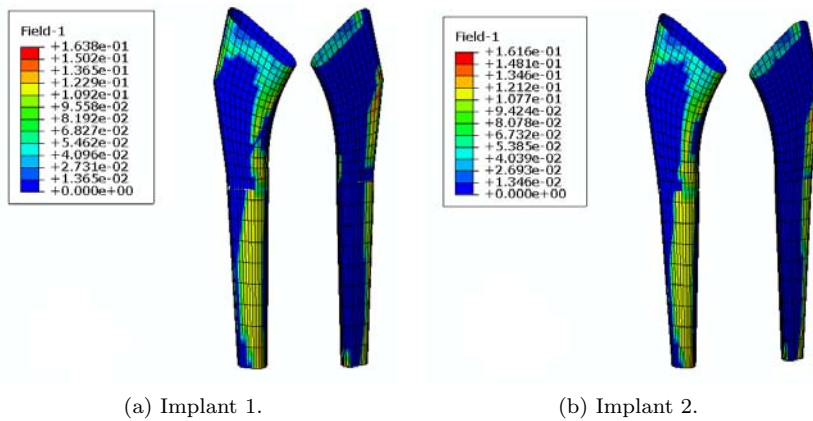 Field-1
+1.638e-01
+1.502e-01
+1.365e-01
+1.229e-01
+1.092e-01
+9.558e-02
+8.192e-02
+6.827e-02
+5.462e-02
+4.096e-02
+2.731e-02
+1.365e-02
+0.000e+00
Field-1
+1.616e-01
+1.481e-01
+1.346e-01
+1.212e-01
+1.077e-01
+9.424e-02
+8.078e-02
+6.732e-02
+5.385e-02
+4.039e-02
+2.693e-02
+1.346e-02
+0.000e+00
(a) Implant 1.
(b) Implant 2.